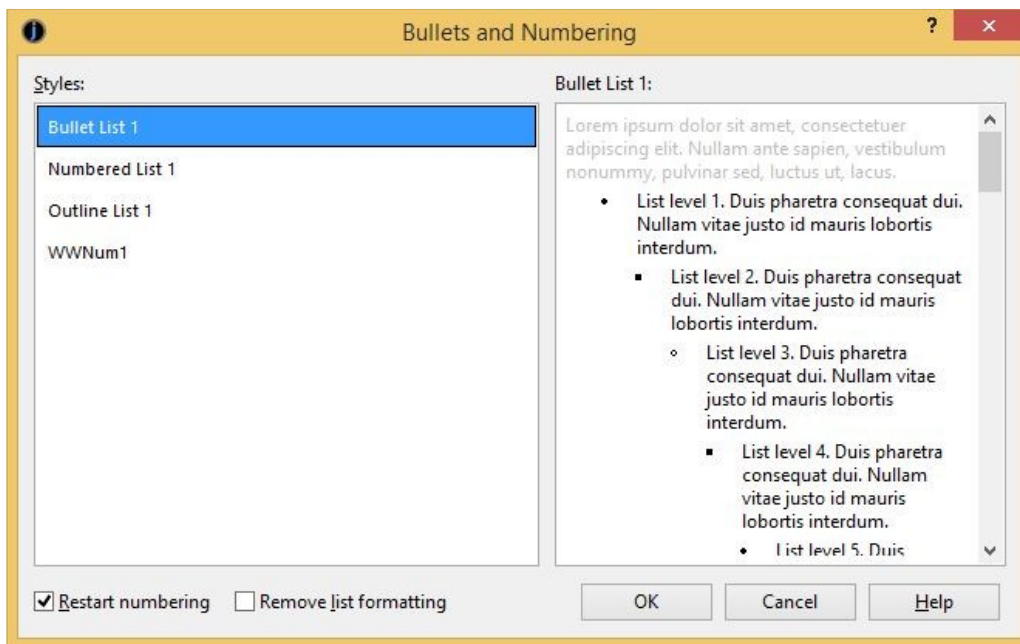 Bullets and Numbering
?
Styles:
Bullet List 1
Numbered List 1
Outline List 1
WWNum1
Bullet List 1:
Lorem ipsum dolor sit amet, consectetuer
adipiscing elit. Nullam ante sapien, vestibulum
nonummy, pulvinar sed, luctus ut, lacus.
• List level 1. Duis pharetra consequat dui.
Nullam vitae justo id mauris lobortis
interdum.
▪ List level 2. Duis pharetra consequat
dui. Nullam vitae justo id mauris
lobortis interdum.
∘ List level 3. Duis pharetra
consequat dui. Nullam vitae
justo id mauris lobortis
interdum.
▪ List level 4. Duis pharetra
consequat dui. Nullam
vitae justo id mauris
lobortis interdum.
• List level 5. Duis
Restart numbering
Remove list formatting
OK
Cancel
Help